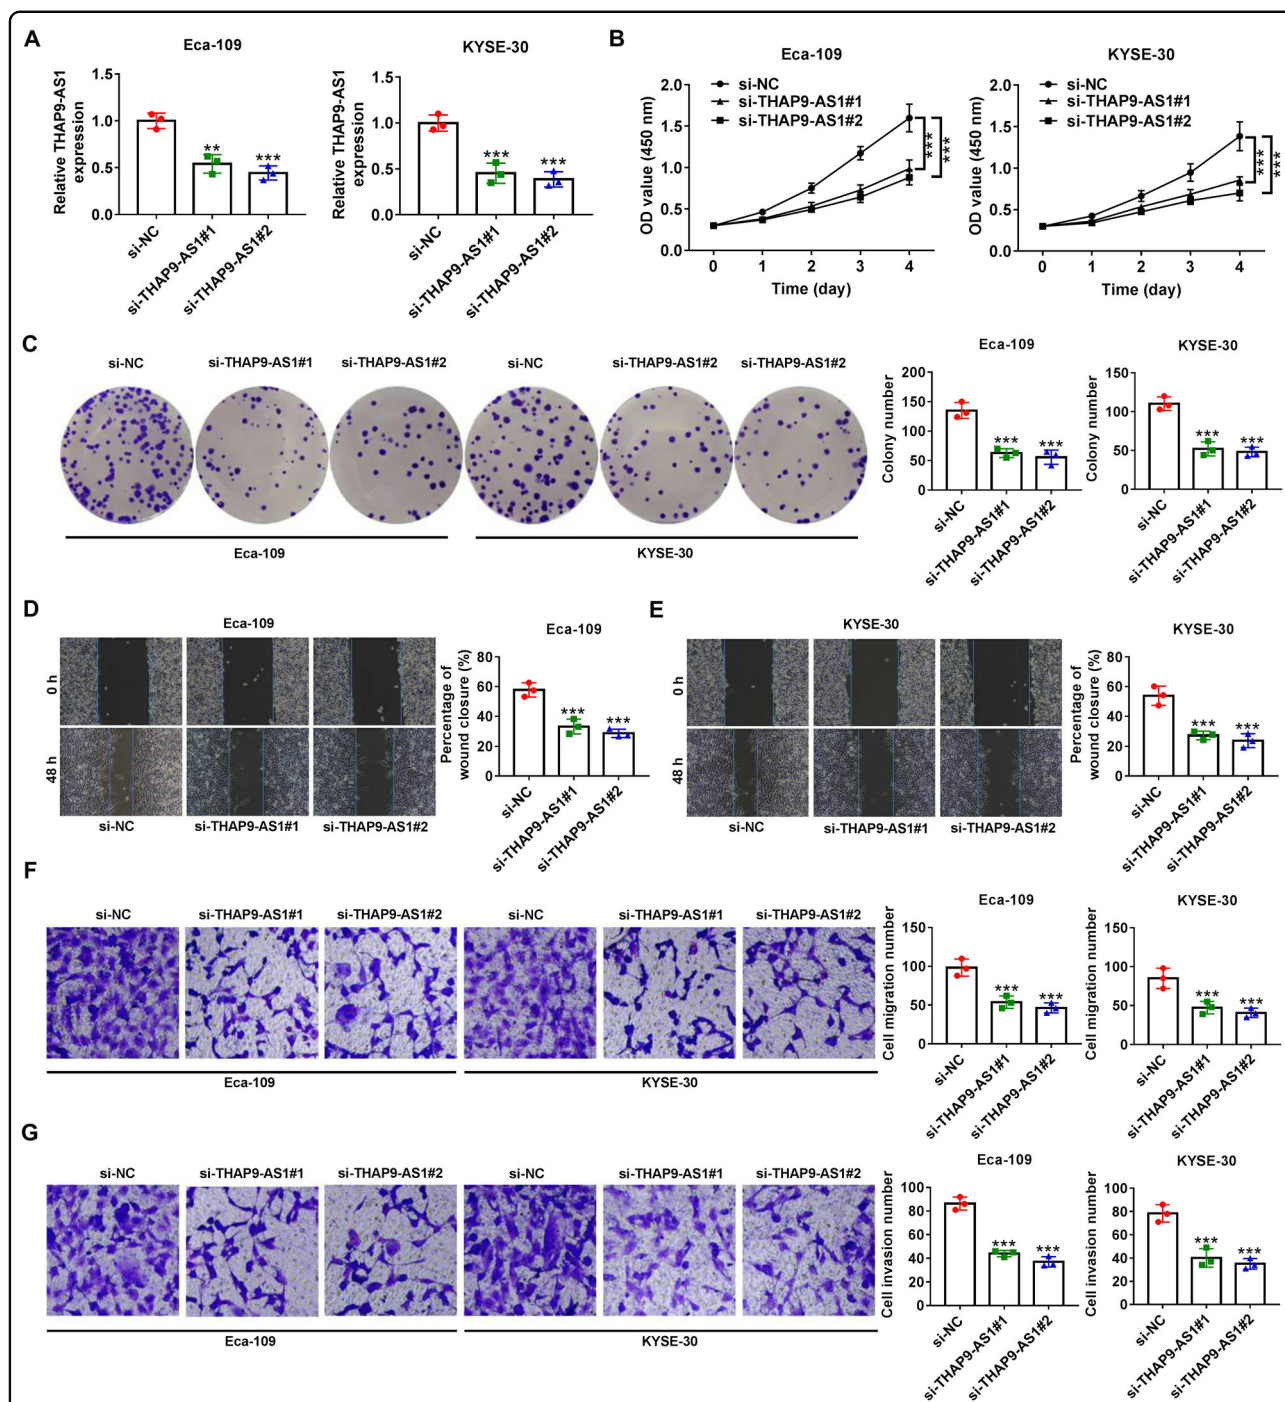 A
Eca-109
KYSE-30
Relative THAP9-AS1
expression
1.5
1.0
0.5
0.0
**
***
si-NC
si-THAP9-AS1#1
si-THAP9-AS1#2
Relative THAP9-AS1
expression
1.5
1.0
0.5
0.0
***
***
si-NC
si-THAP9-AS1#1
si-THAP9-AS1#2
B
Eca-109
OD value (450 nm)
2.0
1.5
1.0
0.5
0.0
si-NC
si-THAP9-AS1#1
si-THAP9-AS1#2
***
***
0 1 2 3 4
Time (day)
KYSE-30
OD value (450 nm)
2.0
1.5
1.0
0.5
0.0
si-NC
si-THAP9-AS1#1
si-THAP9-AS1#2
***
***
0 1 2 3 4
Time (day)
C
si-NC si-THAP9-AS1#1 si-THAP9-AS1#2 si-NC si-THAP9-AS1#2 si-THAP9-AS1#2
Eca-109
KYSE-30
Eca-109
Colony number
200
150
100
50
0
***
***
si-NC
si-THAP9-AS1#1
si-THAP9-AS1#2
KYSE-30
Colony number
150
100
50
0
***
***
si-NC
si-THAP9-AS1#1
si-THAP9-AS1#2
D
Eca-109
0 h
48 h
si-NC si-THAP9-AS1#1 si-THAP9-AS1#2
Eca-109
Percentage of
wound closure (%)
80
60
40
20
0
***
***
si-NC
si-THAP9-AS1#1
si-THAP9-AS1#2
E
KYSE-30
0 h
48 h
si-NC si-THAP9-AS1#1 si-THAP9-AS1#2
KYSE-30
Percentage of
wound closure (%)
80
60
40
20
0
***
***
si-NC
si-THAP9-AS1#1
si-THAP9-AS1#2
F
si-NC si-THAP9-AS1#1 si-THAP9-AS1#2 si-NC si-THAP9-AS1#1 si-THAP9-AS1#2
Eca-109
KYSE-30
Eca-109
Cell migration number
150
100
50
0
***
***
si-NC
si-THAP9-AS1#1
si-THAP9-AS1#2
KYSE-30
Cell migration number
150
100
50
0
***
***
si-NC
si-THAP9-AS1#1
si-THAP9-AS1#2
G
si-NC si-THAP9-AS1#1 si-THAP9-AS1#2 si-NC si-THAP9-AS1#1 si-THAP9-AS1#2
Eca-109
KYSE-30
Eca-109
Cell invasion number
100
80
60
40
20
0
***
***
si-NC
si-THAP9-AS1#1
si-THAP9-AS1#2
KYSE-30
Cell invasion number
100
80
60
40
20
0
***
***
si-NC
si-THAP9-AS1#1
si-THAP9-AS1#2